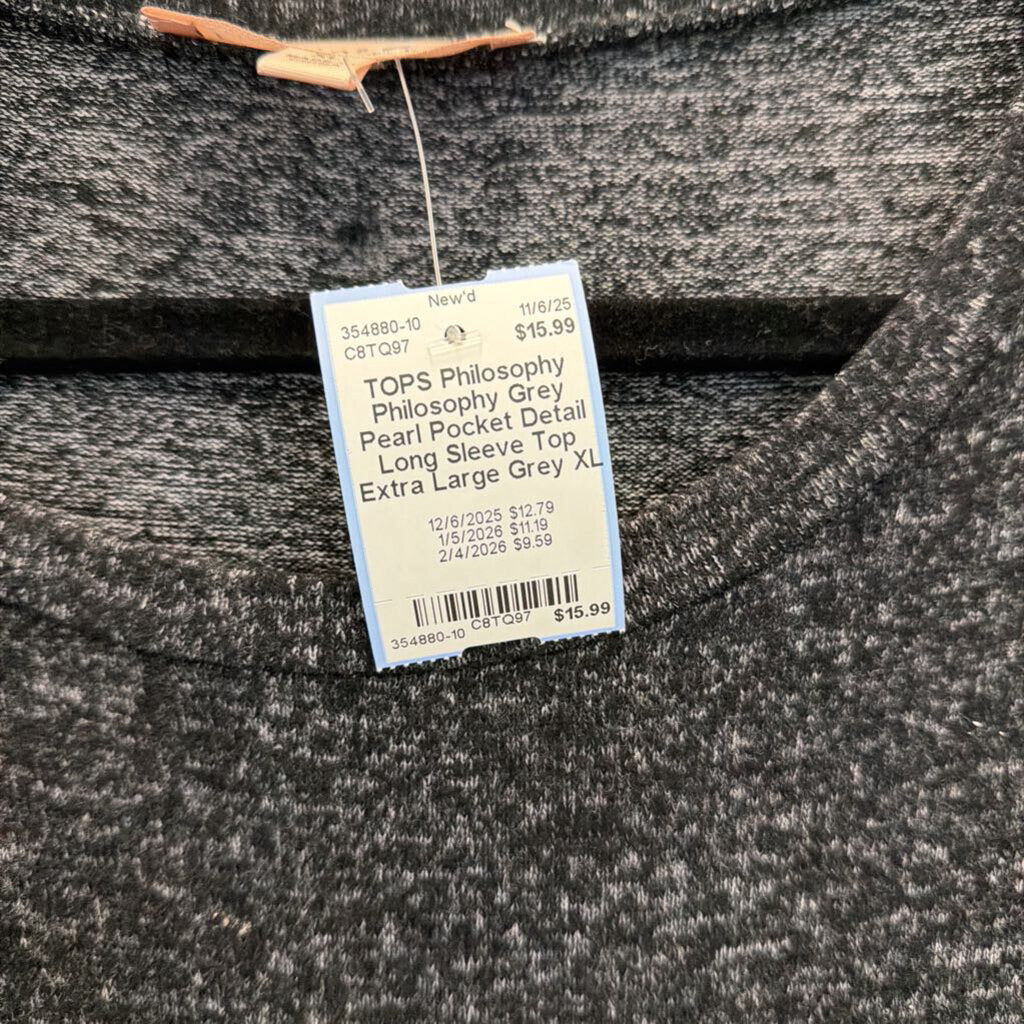 New'd
354880-10 11/6/25
C8TQ97 $15.99
TOPS Philosophy
Philosophy Grey
Pearl Pocket Detail
Long Sleeve Top
Extra Large Grey XL
12/6/2025 $12.79
1/5/2026 $11.19
2/4/2026 $9.59
354880-10 C8TQ97 $15.99